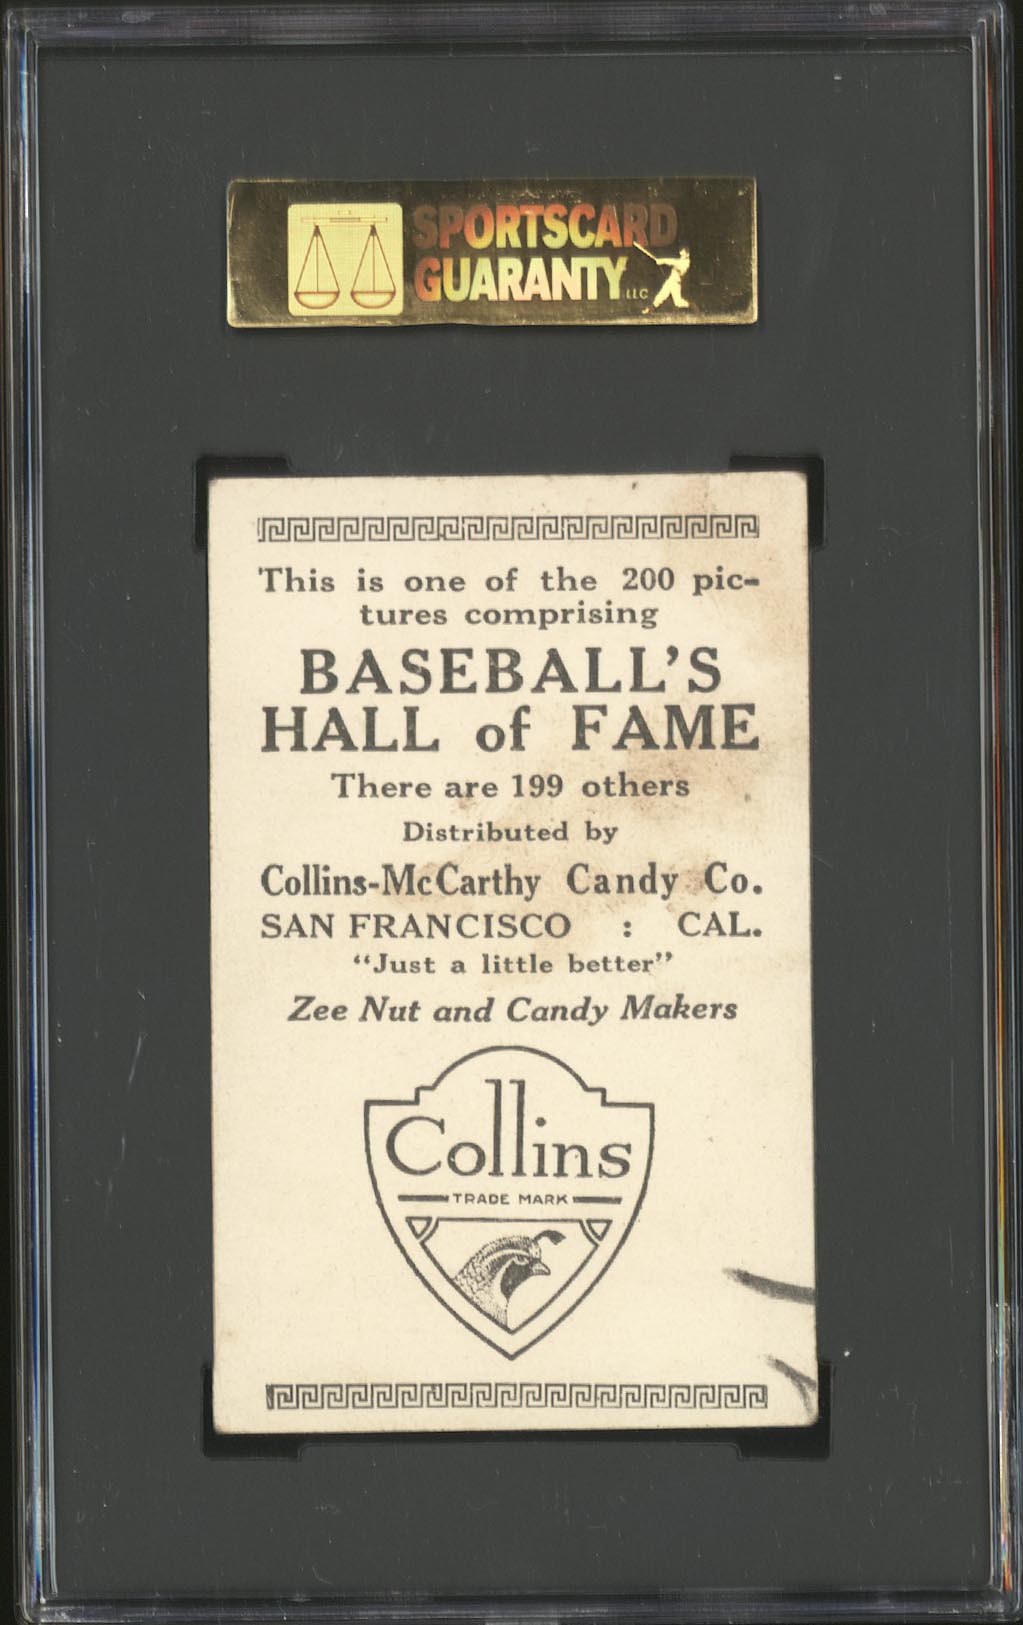 SPORTSCARD
GUARANTY LLC
This is one of the 200 pic-
tures comprising
BASEBALL'S
HALL of FAME
There are 199 others
Distributed by
Collins-McCarthy Candy Co.
SAN FRANCISCO : CAL.
"Just a little better"
Zee Nut and Candy Makers
Collins
TRADE MARK